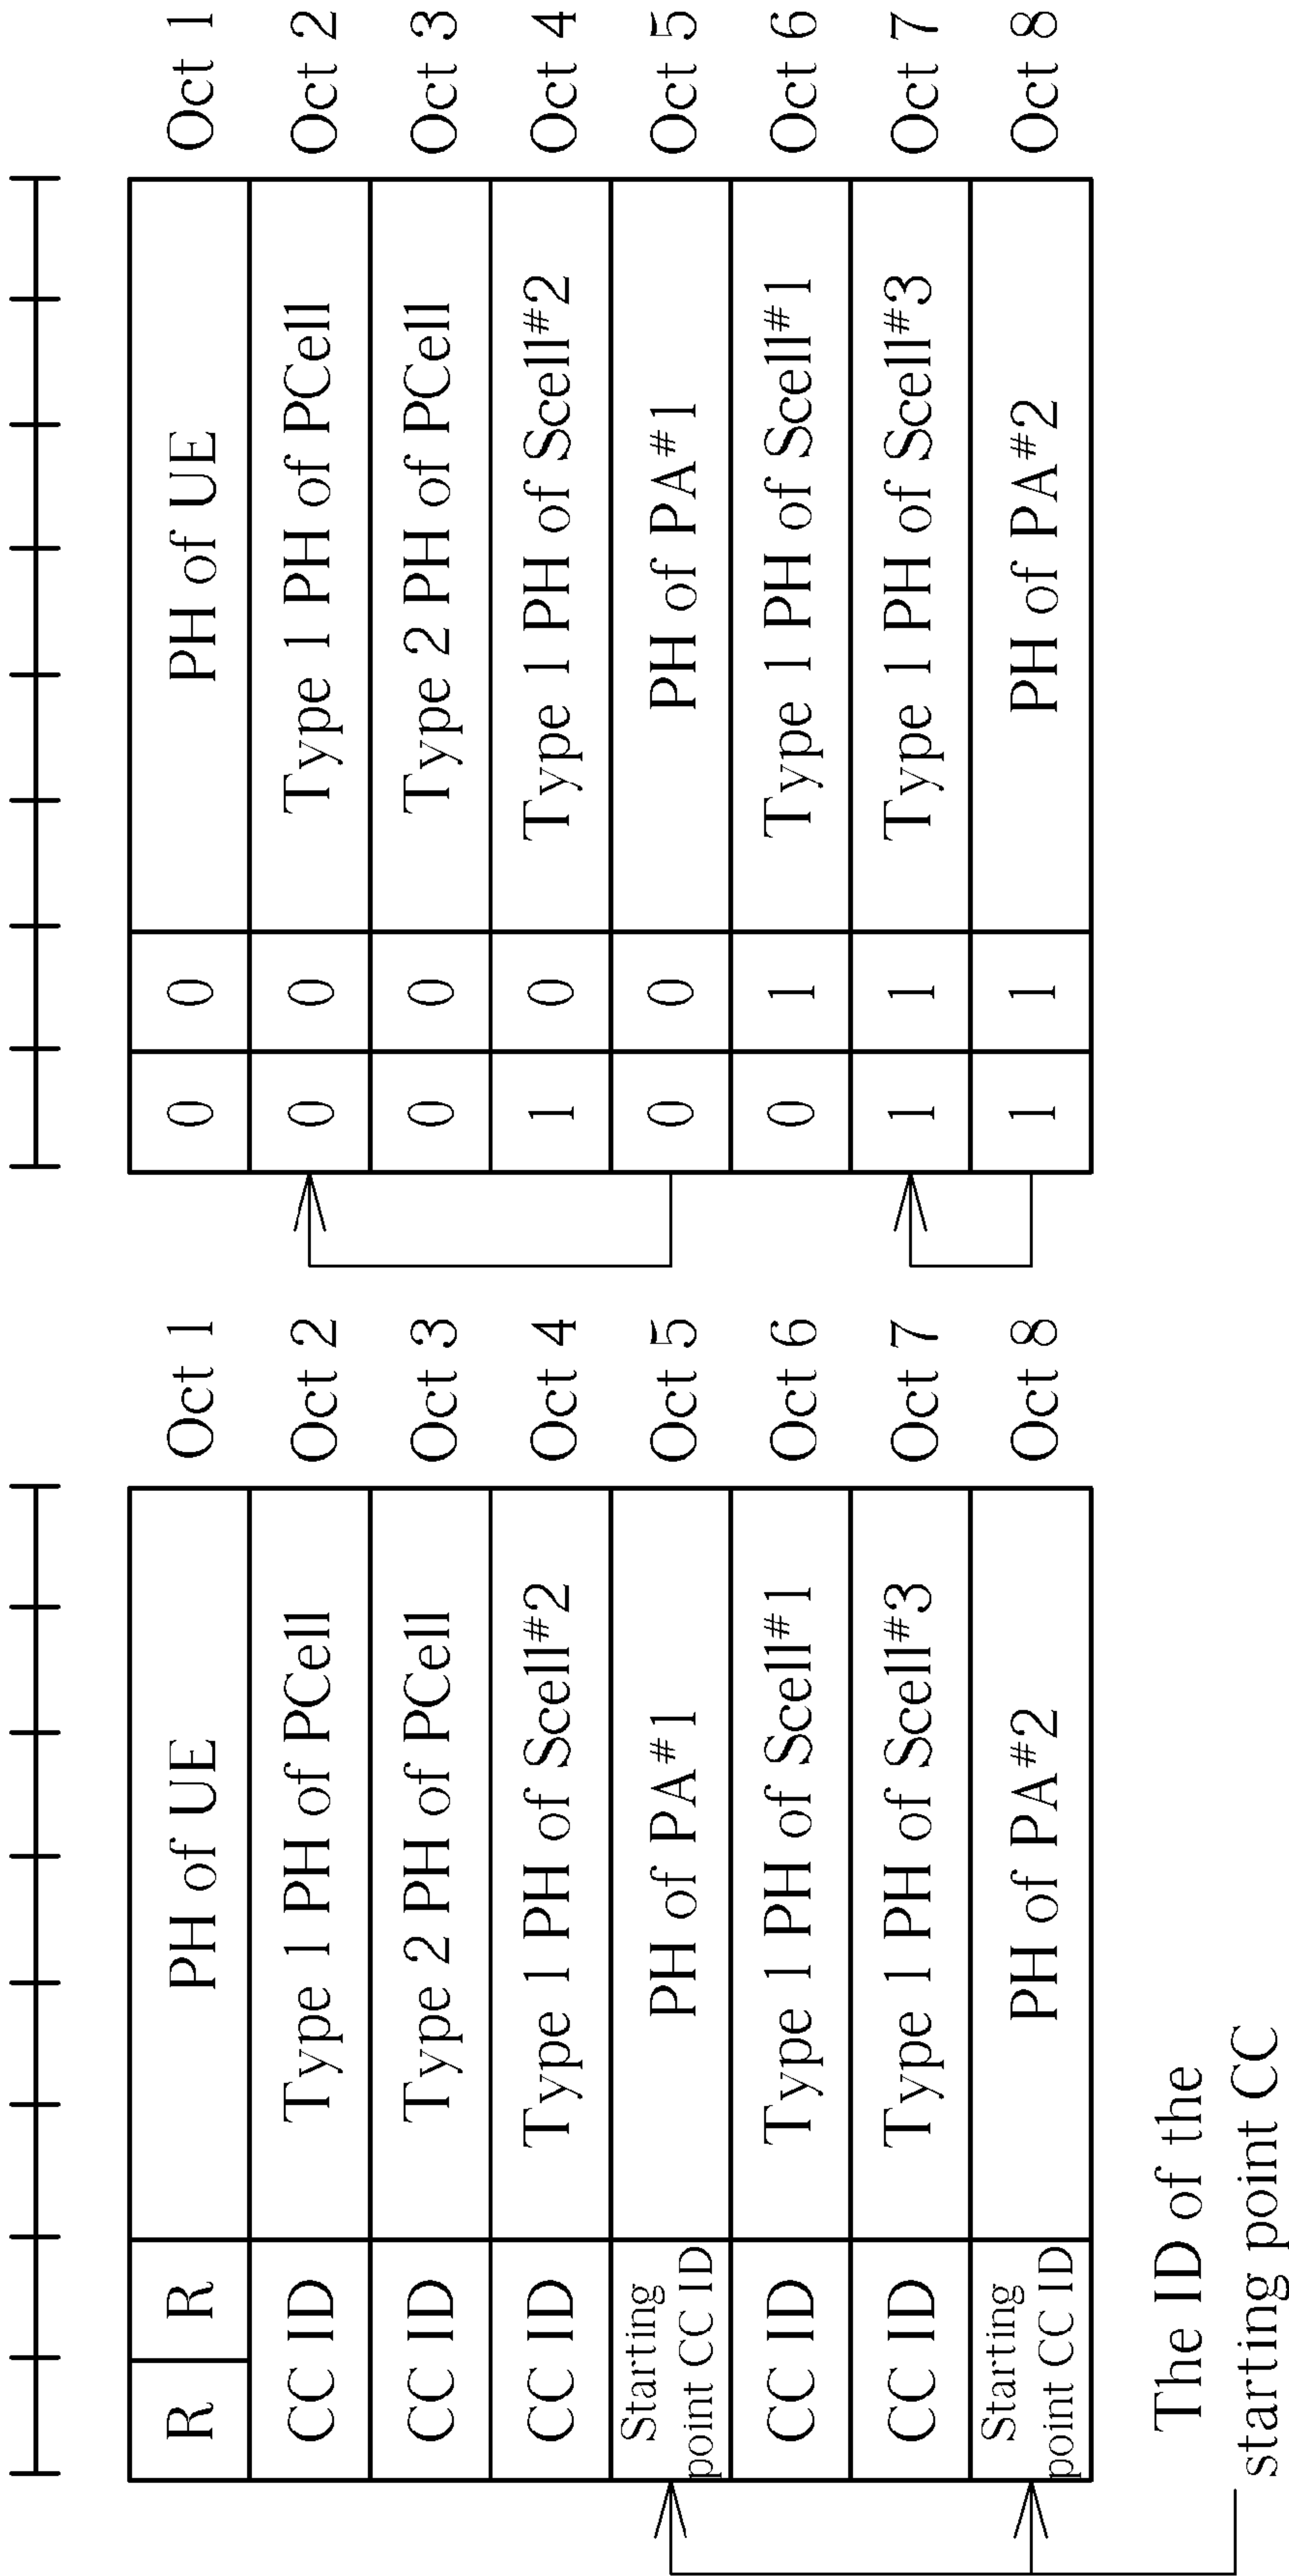 R R PH of UE Oct 1
CC ID Type 1 PH of PCell Oct 2
CC ID Type 2 PH of PCell Oct 3
CC ID Type 1 PH of Scell#2 Oct 4
Starting
point CC ID PH of PA#1 Oct 5
CC ID Type 1 PH of Scell#1 Oct 6
CC ID Type 1 PH of Scell#3 Oct 7
Starting
point CC ID PH of PA#2 Oct 8
The ID of the
starting point CC
0 0 PH of UE Oct 1
0 0 Type 1 PH of PCell Oct 2
0 0 Type 2 PH of PCell Oct 3
1 0 Type 1 PH of Scell#2 Oct 4
0 0 PH of PA#1 Oct 5
0 1 Type 1 PH of Scell#1 Oct 6
1 1 Type 1 PH of Scell#3 Oct 7
1 1 PH of PA#2 Oct 8